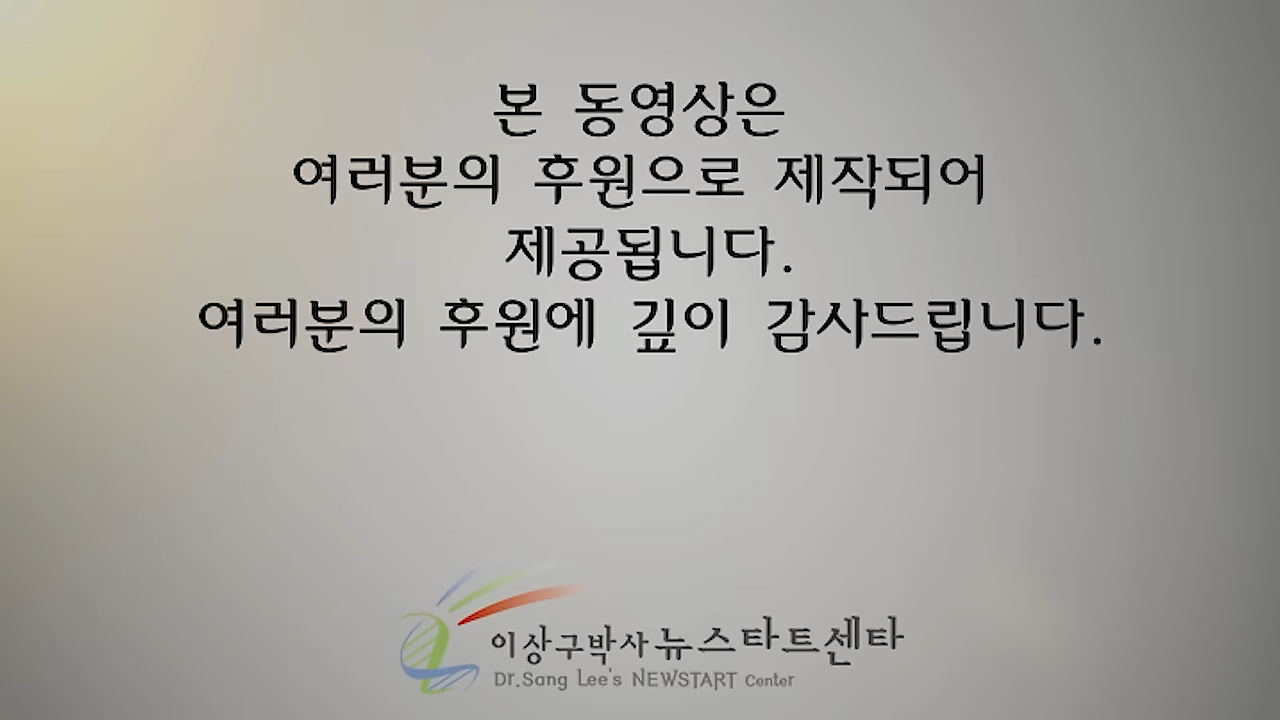 본 동영상은
여러분의 후원으로 제작되어
제공됩니다.
여러분의 후원에 깊이 감사드립니다.
이상구박사 뉴스타트센타
Dr.Sang Lee's NEWSTART Center